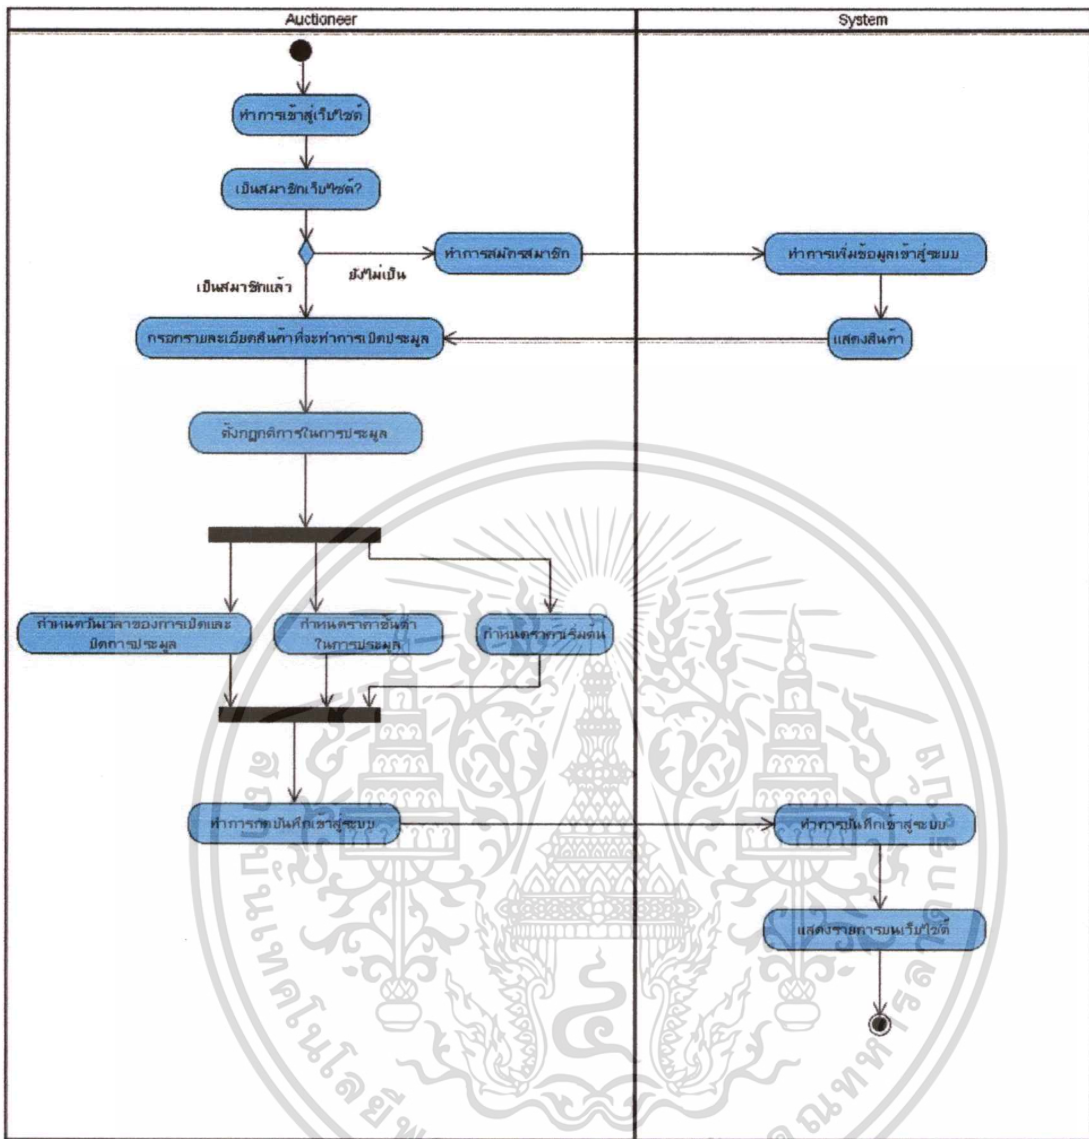 Auctioneer
System
ทำการเข้าสู่เว็บไซต์
เป็นสมาชิกเว็บไซต์?
ทำการสมัครสมาชิก
ทำการเพิ่มข้อมูลเข้าสู่ระบบ
ยังไม่เป็น
เป็นสมาชิกแล้ว
กรอกรายละเอียดสินค้าที่จะทำการเปิดประมูล
แสดงสินค้า
ตั้งกฎกติการในการประมูล
กำหนดวันเวลาของการเปิดและ
ปิดการประมูล
กำหนดราคาขั้นต่ำ
ในการประมูล
กำหนดราคาเริ่มต้น
ทำการกดบันทึกเข้าสู่ระบบ
ทำการบันทึกเข้าสู่ระบบ
แสดงรายการบนเว็บไซต์